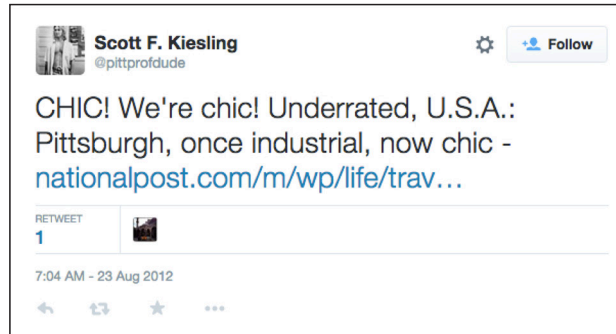 Scott F. Kiesling
@pittprofdude
Follow
CHIC! We're chic! Underrated, U.S.A.:
Pittsburgh, once industrial, now chic -
nationalpost.com/m/wp/life/trav...
RETWEET
1
7:04 AM - 23 Aug 2012